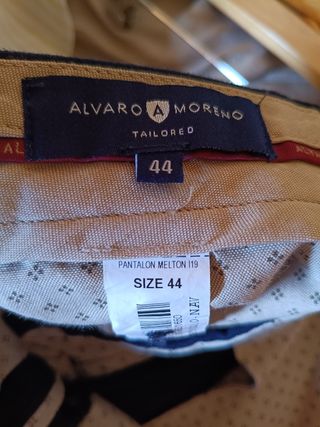 ALVARO A MORENO
TAILORED
44
PANTALON MELTON I19
SIZE 44